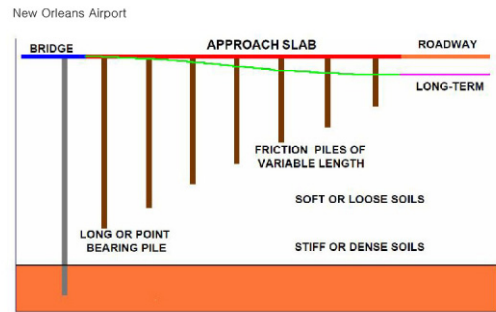 New Orleans Airport
BRIDGE
APPROACH SLAB
ROADWAY
LONG-TERM
FRICTION PILES OF
VARIABLE LENGTH
SOFT OR LOOSE SOILS
LONG OR POINT
BEARING PILE
STIFF OR DENSE SOILS